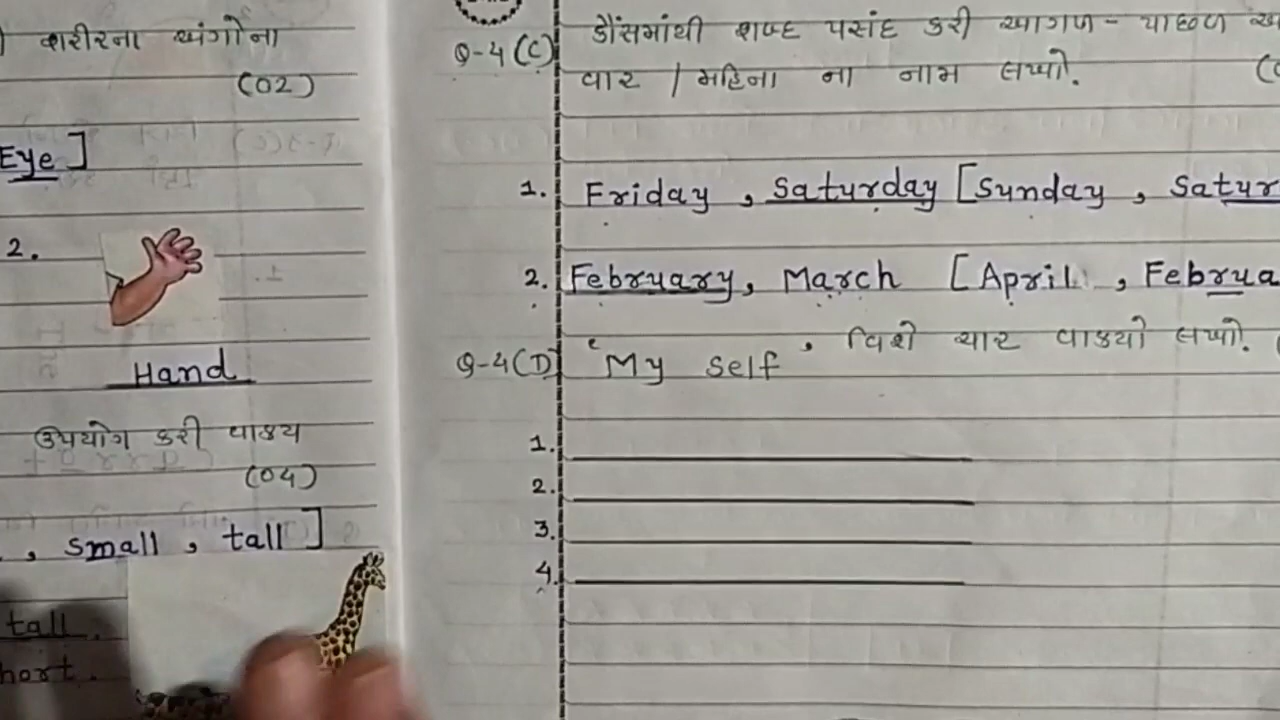 શરીરના અંગોના
(02)
Eye ]
2.
Hand
ઉપયોગ કરી વાક્ય
(04)
, small , tall ]
tall.
hort.
Q-4 (C) કૌંસમાંથી શબ્દ પસંદ કરી આગળ - પાછળ
વાર / મહિના ના નામ લખો.
1. Friday , Saturday [Sunday , Satur
2. February, March [April , Februa
Q-4(D) ‘My self’ વિશે ચાર વાક્યો લખો.
1.
2.
3.
4.